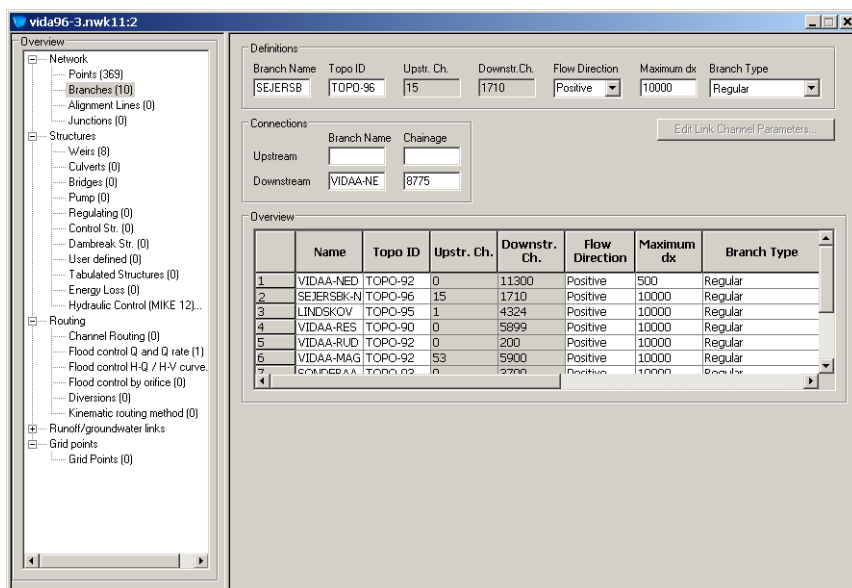 vida96-3.nwk11:2
Overview
Network
Points (369)
Branches (10)
Alignment Lines (0)
Junctions (0)
Structures
Weirs (8)
Culverts (0)
Bridges (0)
Pump (0)
Regulating (0)
Control Str. (0)
Dambreak Str. (0)
User defined (0)
Tabulated Structures (0)
Energy Loss (0)
Hydraulic Control (MIKE 12)...
Routing
Channel Routing (0)
Flood control Q and Q rate (1)
Flood control H-Q / H-V curve.
Flood control by orifice (0)
Diversions (0)
Kinematic routing method (0)
Runoff/groundwater links
Grid points
Grid Points (0)
Definitions
Branch Name Topo ID Upstr. Ch. Downstr.Ch. Flow Direction Maximum dx Branch Type
SEJERSB TOPO-96 15 1710 Positive 10000 Regular
Connections
Branch Name Chainage
Upstream
Downstream VIDAA-NE 8775
Edit Link Channel Parameters...
Overview
Name Topo ID Upstr. Ch. Downstr. Ch. Flow Direction Maximum dx Branch Type
1 VIDAA-NED TOPO-92 0 11300 Positive 500 Regular
2 SEJERSBK-N TOPO-96 15 1710 Positive 10000 Regular
3 LINDSKOV TOPO-95 1 4324 Positive 10000 Regular
4 VIDAA-RES TOPO-90 0 5899 Positive 10000 Regular
5 VIDAA-RUD TOPO-92 0 200 Positive 10000 Regular
6 VIDAA-MAG TOPO-92 53 5900 Positive 10000 Regular
7 SONDERAA TOPO-93 0 3700 Positive 10000 Regular